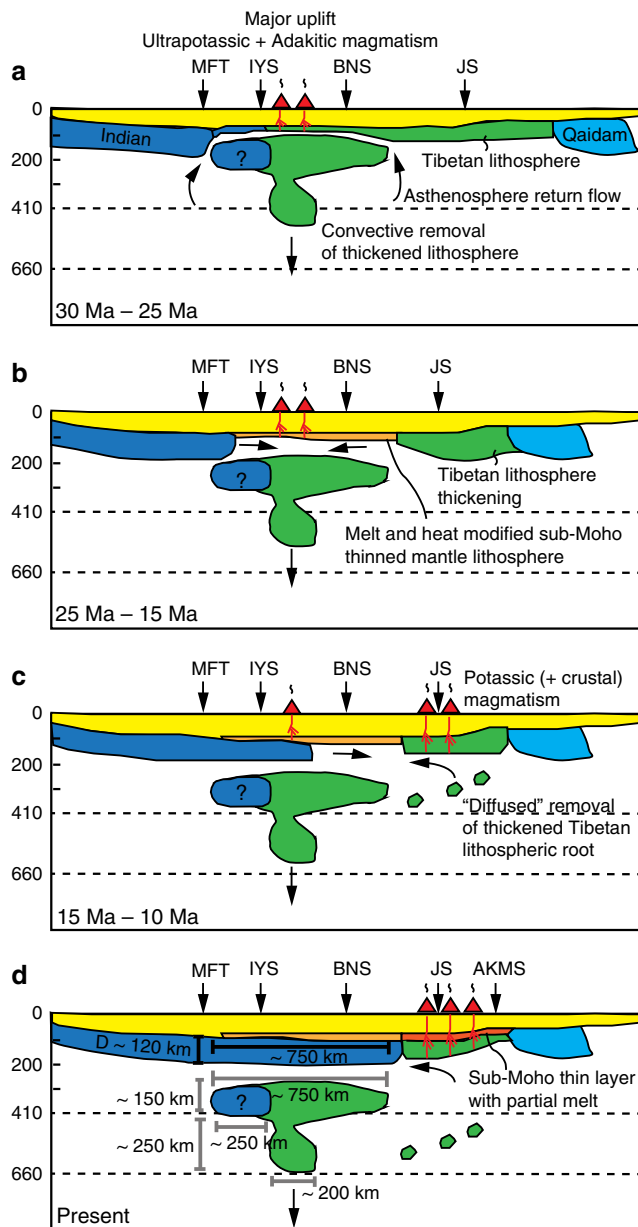 Major uplift
Ultrapotassic + Adakitic magmatism
a
MFT IYS BNS JS
0
Indian
Qaidam
200
?
Tibetan lithosphere
Asthenosphere return flow
410
Convective removal
of thickened lithosphere
660
30 Ma – 25 Ma
b
MFT IYS BNS JS
0
200
?
Tibetan lithosphere
thickening
410
Melt and heat modified sub-Moho
thinned mantle lithosphere
660
25 Ma – 15 Ma
c
MFT IYS BNS JS
Potassic (+ crustal)
magmatism
0
200
?
410
“Diffused” removal
of thickened Tibetan
lithospheric root
660
15 Ma – 10 Ma
d
MFT IYS BNS JS AKMS
0
D ~ 120 km
~ 750 km
200
Sub-Moho thin layer
with partial melt
~ 150 km
?
~ 750 km
410
~ 250 km
~ 250 km
660
~ 200 km
Present